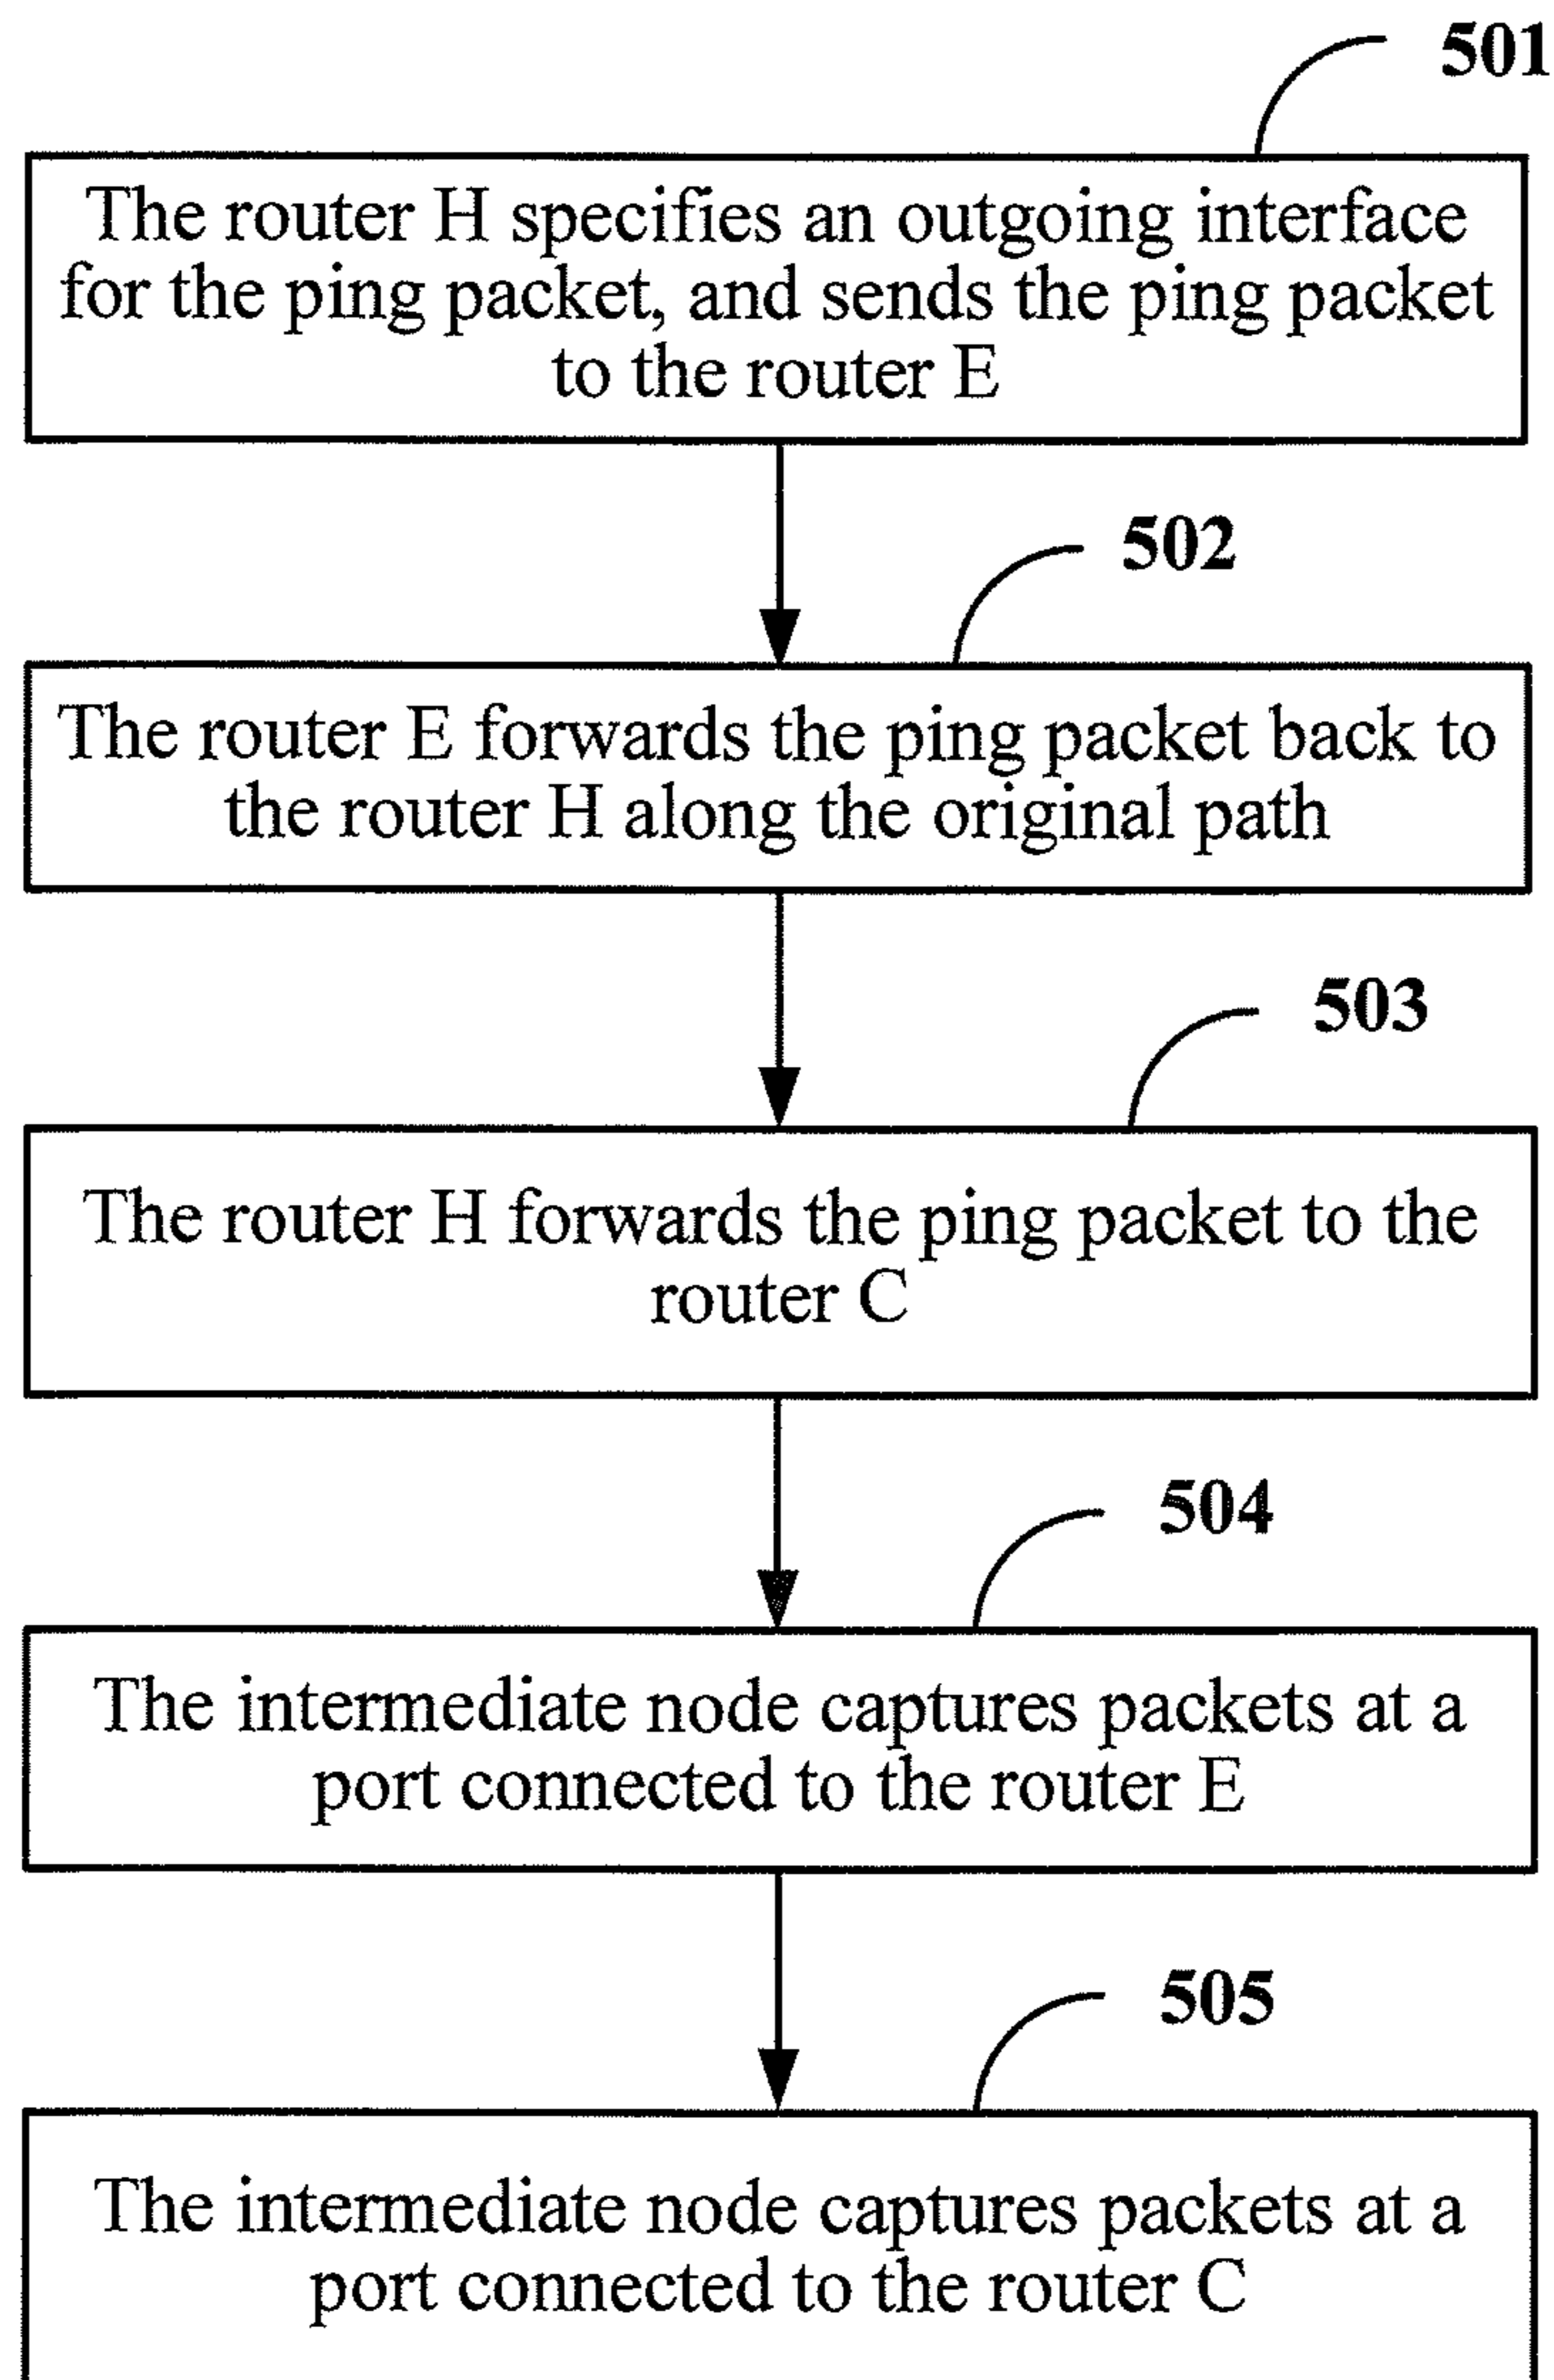 501
The router H specifies an outgoing interface
for the ping packet, and sends the ping packet
to the router E
502
The router E forwards the ping packet back to
the router H along the original path
503
The router H forwards the ping packet to the
router C
504
The intermediate node captures packets at a
port connected to the router E
505
The intermediate node captures packets at a
port connected to the router C